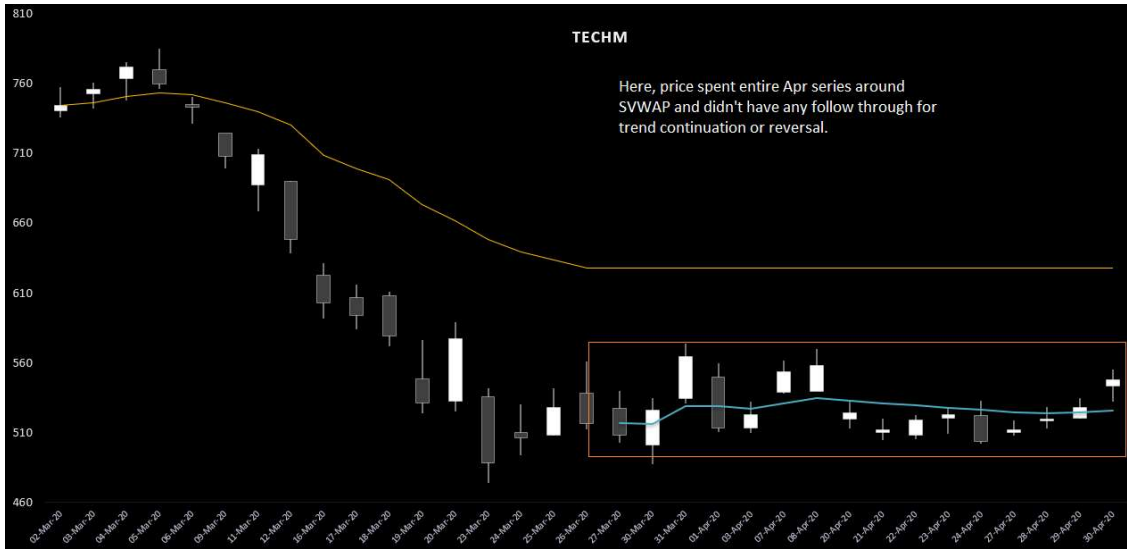 810
TECHM
Here, price spent entire Apr series around
SVWAP and didn't have any follow through for
trend continuation or reversal.
760
710
660
610
560
510
460
02-Mar-20 03-Mar-20 04-Mar-20 05-Mar-20 06-Mar-20 09-Mar-20 11-Mar-20 12-Mar-20 16-Mar-20 17-Mar-20 18-Mar-20 19-Mar-20 20-Mar-20 23-Mar-20 24-Mar-20 25-Mar-20 26-Mar-20 27-Mar-20 30-Mar-20 31-Mar-20 01-Apr-20 03-Apr-20 07-Apr-20 08-Apr-20 20-Apr-20 21-Apr-20 22-Apr-20 23-Apr-20 24-Apr-20 27-Apr-20 28-Apr-20 29-Apr-20 30-Apr-20